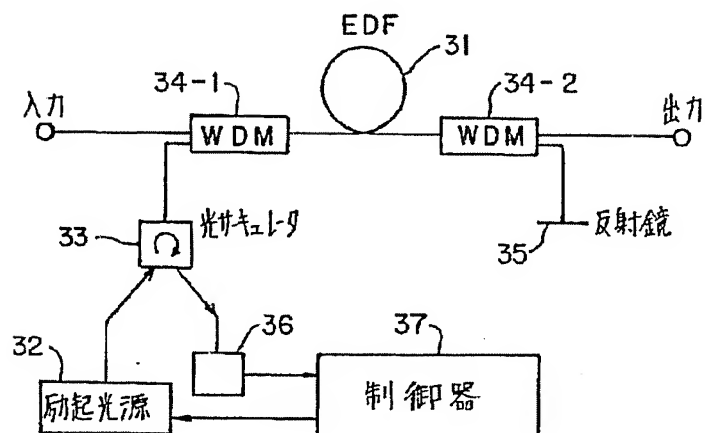 EDF
31
34-1
34-2
入力
出力
WDM
WDM
33
光サーキュレータ
35
反射鏡
36
37
32
励起光源
制御器